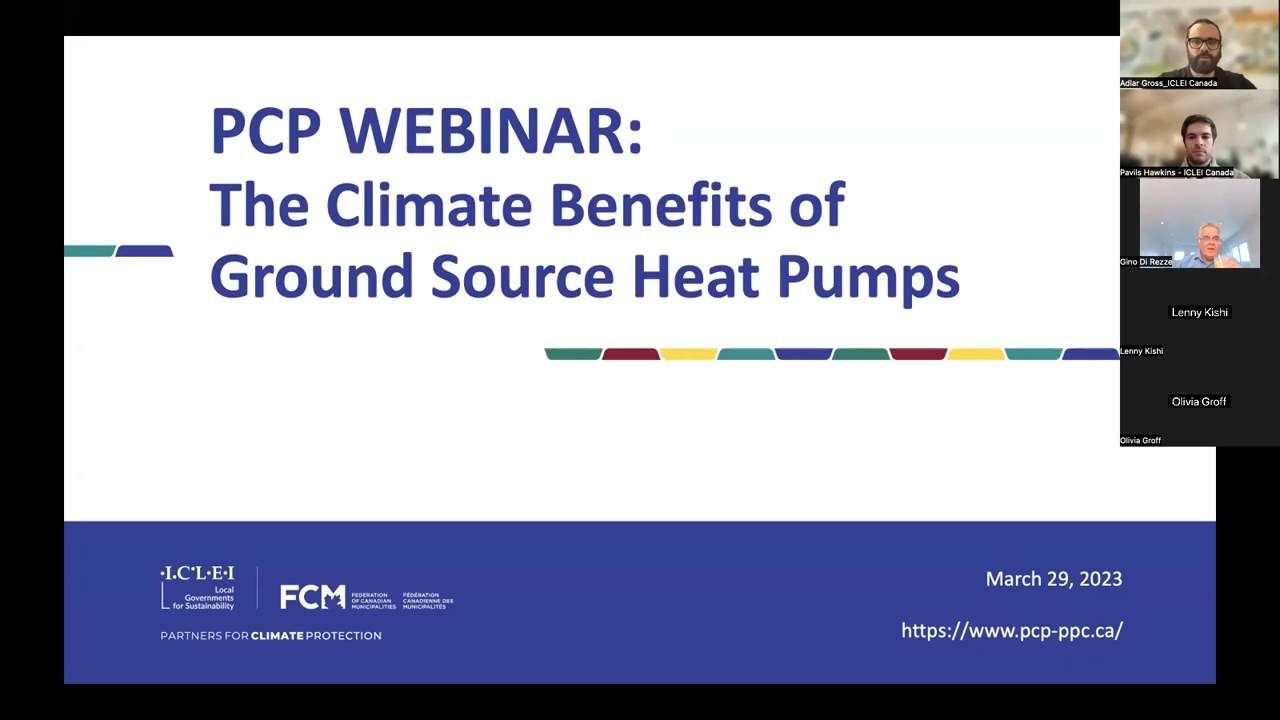 PCP WEBINAR:
The Climate Benefits of
Ground Source Heat Pumps
·I.C·L·E·I
Local
Governments
for Sustainability
FCM
FEDERATION
OF CANADIAN
MUNICIPALITIES
FÉDÉRATION
CANADIENNE DES
MUNICIPALITÉS
PARTNERS FOR CLIMATE PROTECTION
March 29, 2023
https://www.pcp-ppc.ca/
Adlar Gross_ICLEI Canada
Pavils Hawkins - ICLEI Canada
Gino Di Rezze
Lenny Kishi
Lenny Kishi
Olivia Groff
Olivia Groff